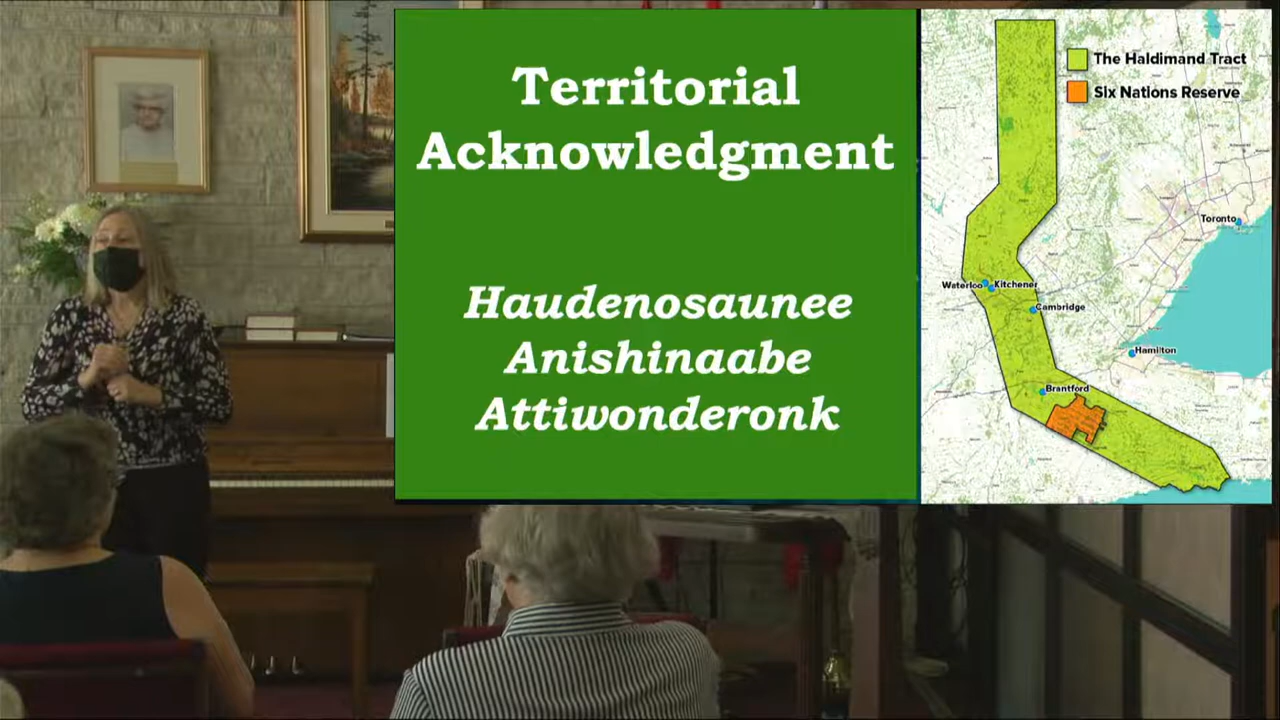 Territorial
Acknowledgment
Haudenosaunee
Anishinaabe
Attiwonderonk
The Haldimand Tract
Six Nations Reserve
Toronto
Waterloo
Kitchener
Cambridge
Hamilton
Brantford